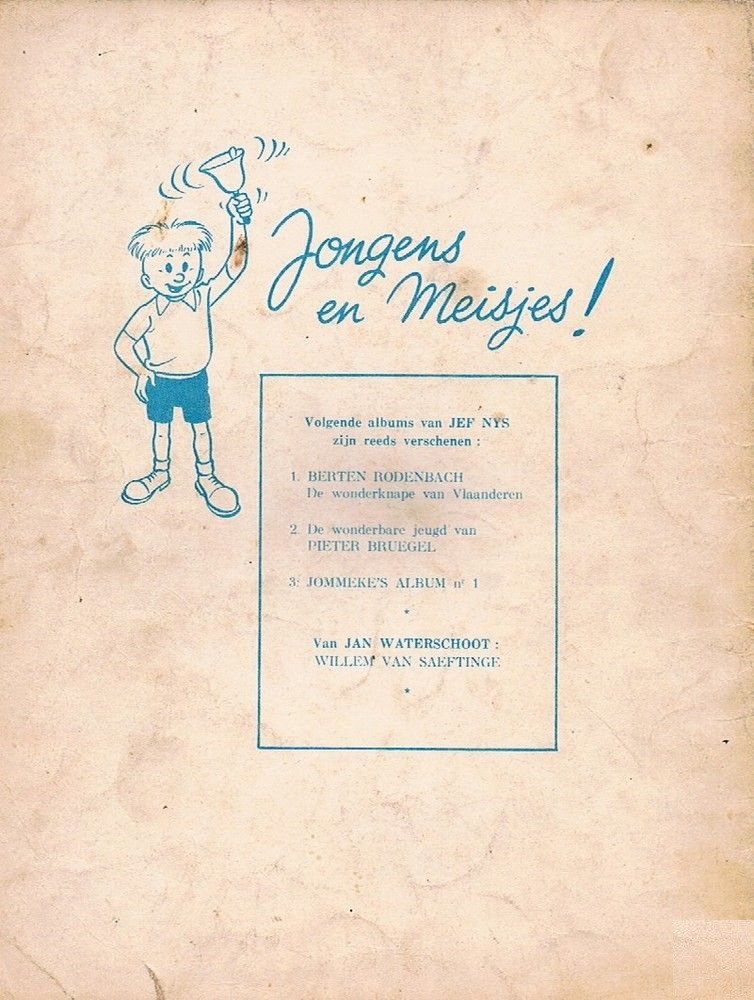 Jongens
en Meisjes!
Volgende albums van JEF NYS
zijn reeds verschenen :
1. BERTEN RODENBACH
De wonderknape van Vlaanderen
2. De wonderbare jeugd van
PIETER BRUEGEL
3: JOMMEKE'S ALBUM nr 1
*
Van JAN WATERSCHOOT :
WILLEM VAN SAEFTINGE
*